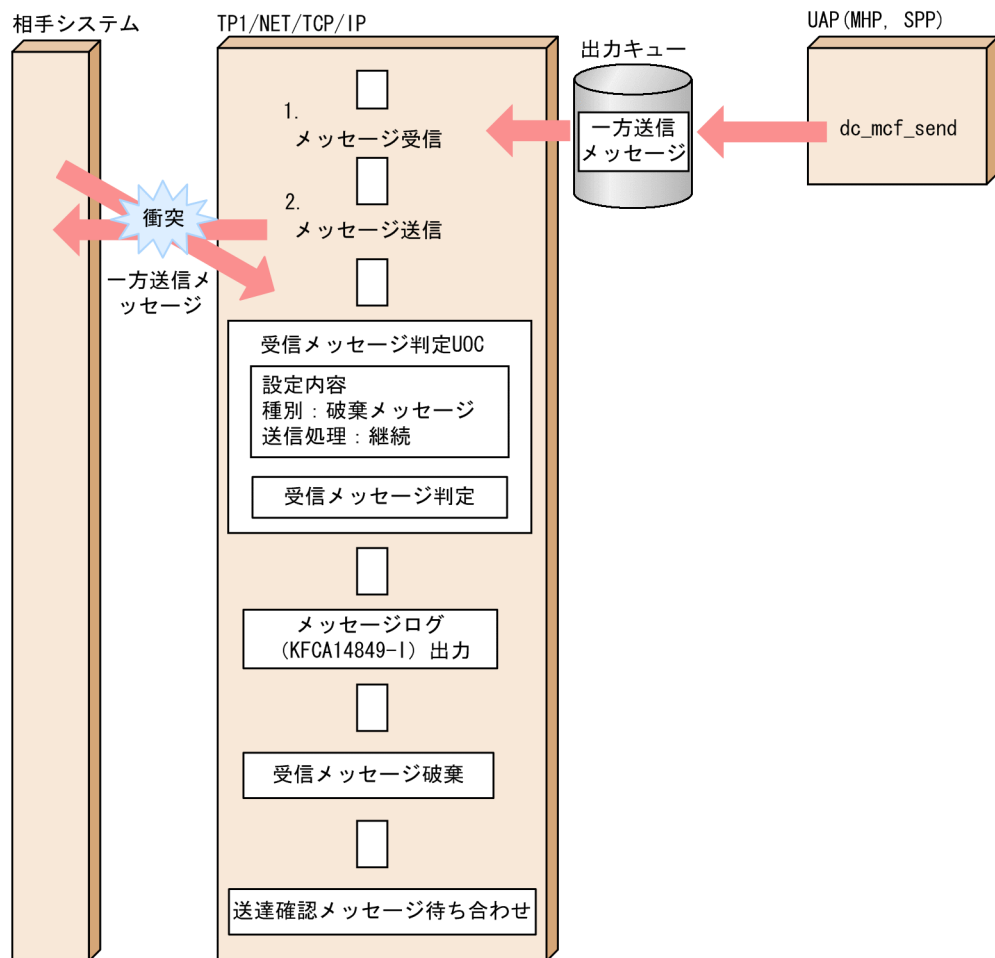 相手システム
TP1/NET/TCP/IP
UAP(MHP, SPP)
出力キュー
一方送信
メッセージ
dc_mcf_send
1.
メッセージ受信
2.
メッセージ送信
衝突
一方送信メ
ッセージ
受信メッセージ判定UOC
設定内容
種別：破棄メッセージ
送信処理：継続
受信メッセージ判定
メッセージログ
（KFCA14849-I）出力
受信メッセージ破棄
送達確認メッセージ待ち合わせ